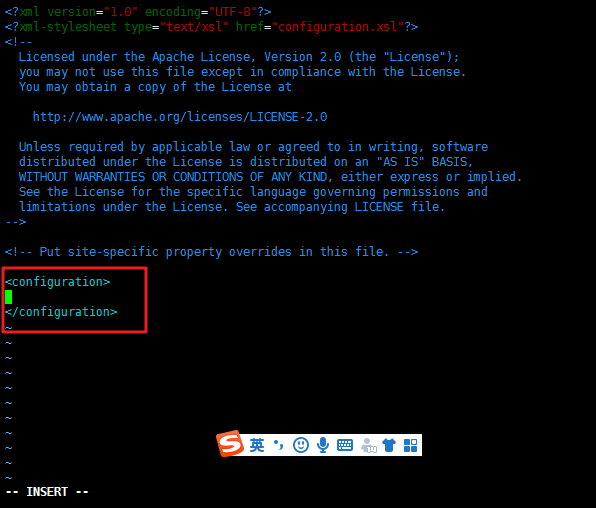 <?xml version="1.0" encoding="UTF-8"?>
<?xml-stylesheet type="text/xsl" href="configuration.xsl"?>
<!--
  Licensed under the Apache License, Version 2.0 (the "License");
  you may not use this file except in compliance with the License.
  You may obtain a copy of the License at

    http://www.apache.org/licenses/LICENSE-2.0

  Unless required by applicable law or agreed to in writing, software
  distributed under the License is distributed on an "AS IS" BASIS,
  WITHOUT WARRANTIES OR CONDITIONS OF ANY KIND, either express or implied.
  See the License for the specific language governing permissions and
  limitations under the License. See accompanying LICENSE file.
-->

<!-- Put site-specific property overrides in this file. -->

<configuration>

</configuration>
~
~
~
~
~
~
~
~
S 英
~
~
~
-- INSERT --